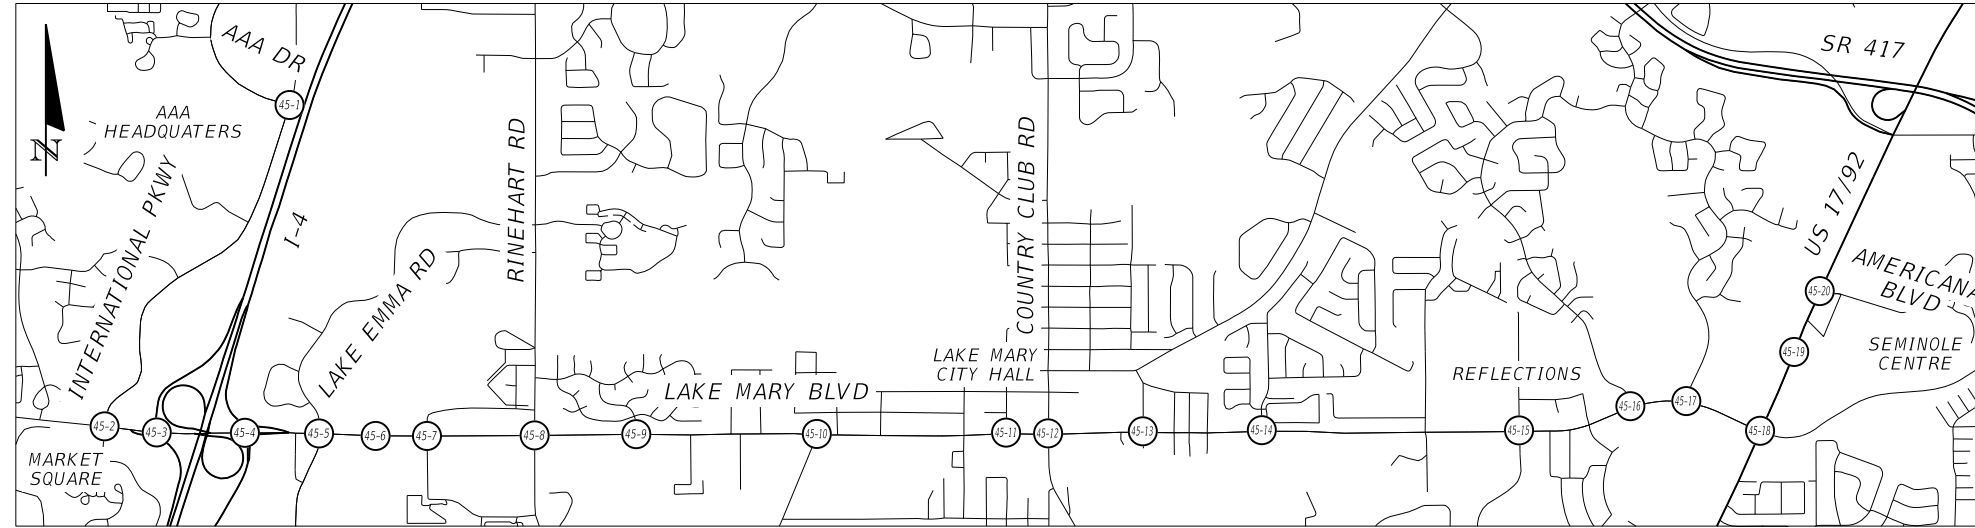 AAA DR
SR 417
45-1
AAA
HEADQUATERS
N
INTERNATIONAL PKWY
I-4
LAKE EMMA RD
RINEHART RD
COUNTRY CLUB RD
US 17/92
AMERICANA
BLVD
45-20
45-19
SEMINOLE
CENTRE
LAKE MARY
CITY HALL
REFLECTIONS
LAKE MARY BLVD
45-2
45-3
45-4
45-5
45-6
45-7
45-8
45-9
45-10
45-11
45-12
45-13
45-14
45-15
45-16
45-17
45-18
MARKET
SQUARE